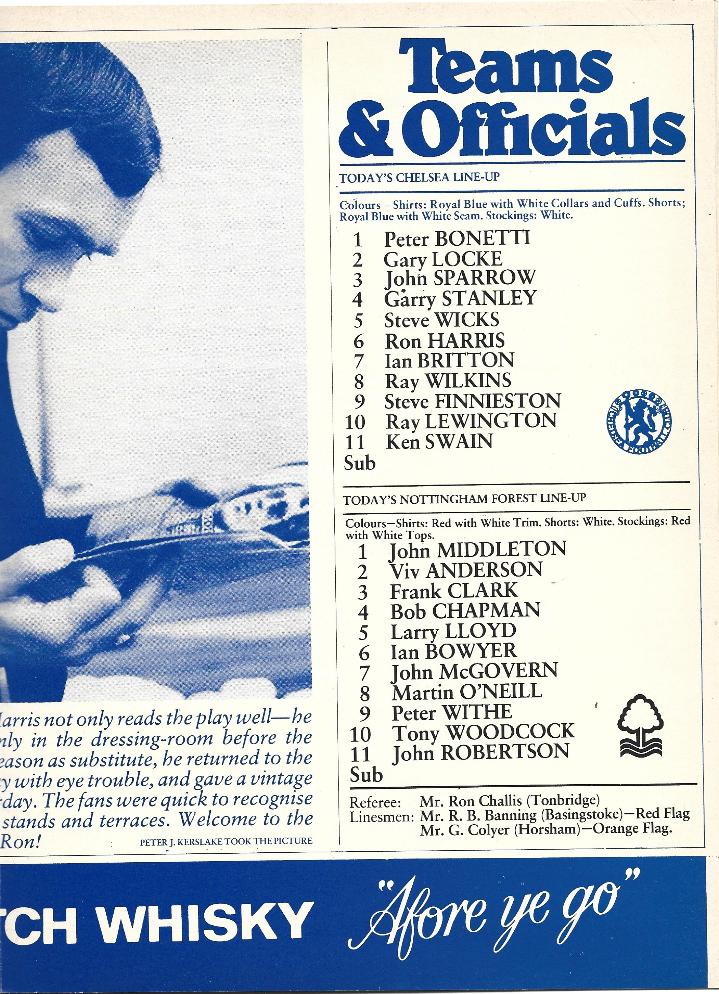 Teams
& Officials
TODAY'S CHELSEA LINE-UP
Colours—Shirts: Royal Blue with White Collars and Cuffs. Shorts;
Royal Blue with White Seam. Stockings: White.
1 Peter BONETTI
2 Gary LOCKE
3 John SPARROW
4 Garry STANLEY
5 Steve WICKS
6 Ron HARRIS
7 Ian BRITTON
8 Ray WILKINS
9 Steve FINNIESTON
10 Ray LEWINGTON
11 Ken SWAIN
Sub
TODAY'S NOTTINGHAM FOREST LINE-UP
Colours—Shirts: Red with White Trim. Shorts: White. Stockings: Red
with White Tops.
1 John MIDDLETON
2 Viv ANDERSON
3 Frank CLARK
4 Bob CHAPMAN
5 Larry LLOYD
6 Ian BOWYER
7 John McGOVERN
8 Martin O'NEILL
9 Peter WITHE
10 Tony WOODCOCK
11 John ROBERTSON
Sub
Referee: Mr. Ron Challis (Tonbridge)
Linesmen: Mr. R. B. Banning (Basingstoke)—Red Flag
Mr. G. Colyer (Horsham)—Orange Flag.
Harris not only reads the play well—he
nly in the dressing-room before the
eason as substitute, he returned to the
y with eye trouble, and gave a vintage
rday. The fans were quick to recognise
stands and terraces. Welcome to the
Ron!
PETER J. KERSLAKE TOOK THE PICTURE
TCH WHISKY "Afore ye go"